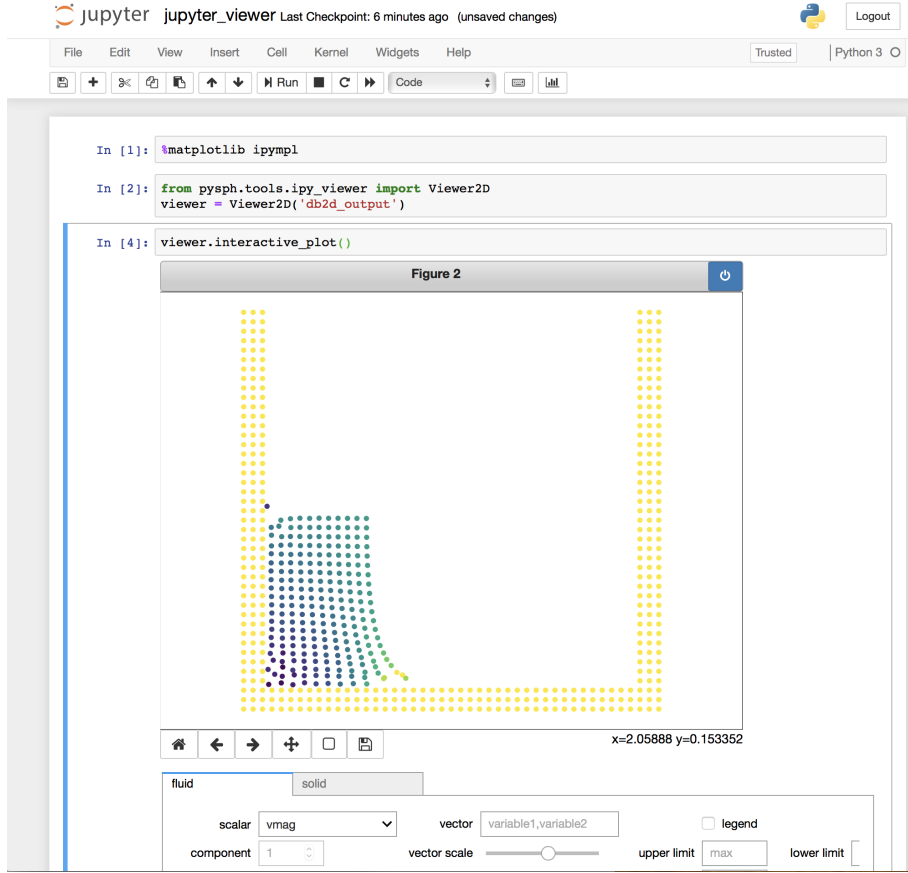 jupyter jupyter_viewer Last Checkpoint: 6 minutes ago (unsaved changes) Logout
File Edit View Insert Cell Kernel Widgets Help Trusted Python 3
Run Code
In [1]: %matplotlib ipympl
In [2]: from pysph.tools.ipy_viewer import Viewer2D
viewer = Viewer2D('db2d_output')
In [4]: viewer.interactive_plot()
Figure 2
x=2.05888 y=0.153352
fluid solid
scalar vmag vector variable1,variable2 legend
component 1 vector scale upper limit max lower limit